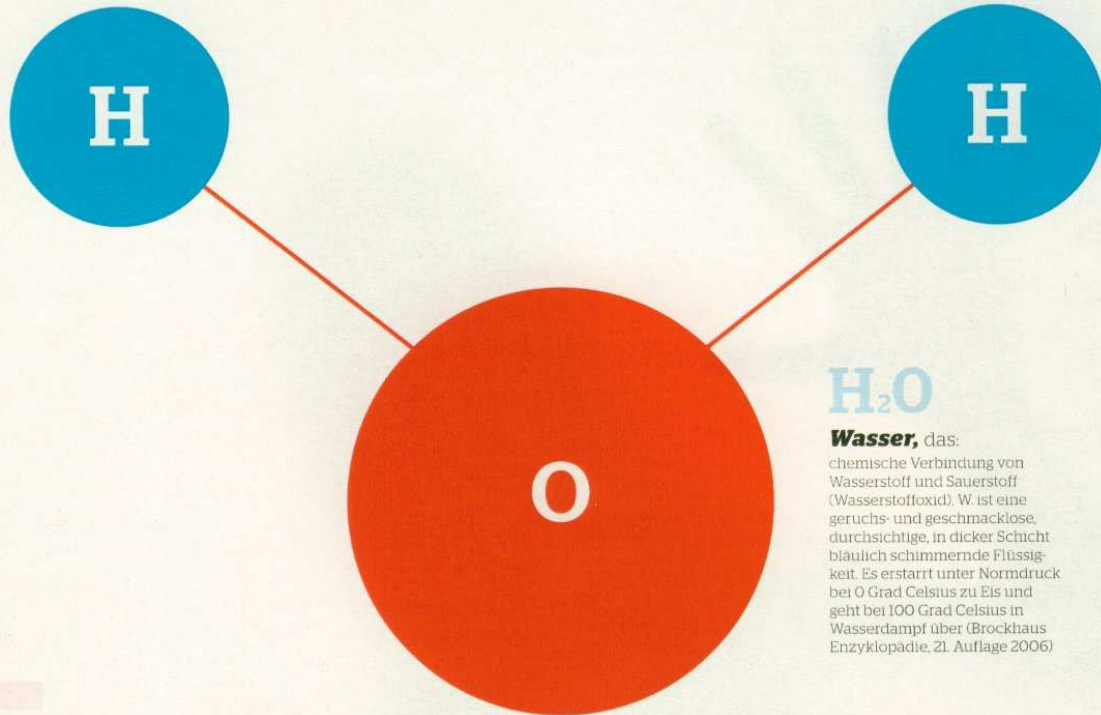 H
H
O
H₂O
Wasser, das:
chemische Verbindung von
Wasserstoff und Sauerstoff
(Wasserstoffoxid). W. ist eine
geruchs- und geschmacklose,
durchsichtige, in dicker Schicht
bläulich schimmernde Flüssig-
keit. Es erstarrt unter Normdruck
bei 0 Grad Celsius zu Eis und
geht bei 100 Grad Celsius in
Wasserdampf über (Brockhaus
Enzyklopädie, 21. Auflage 2006)